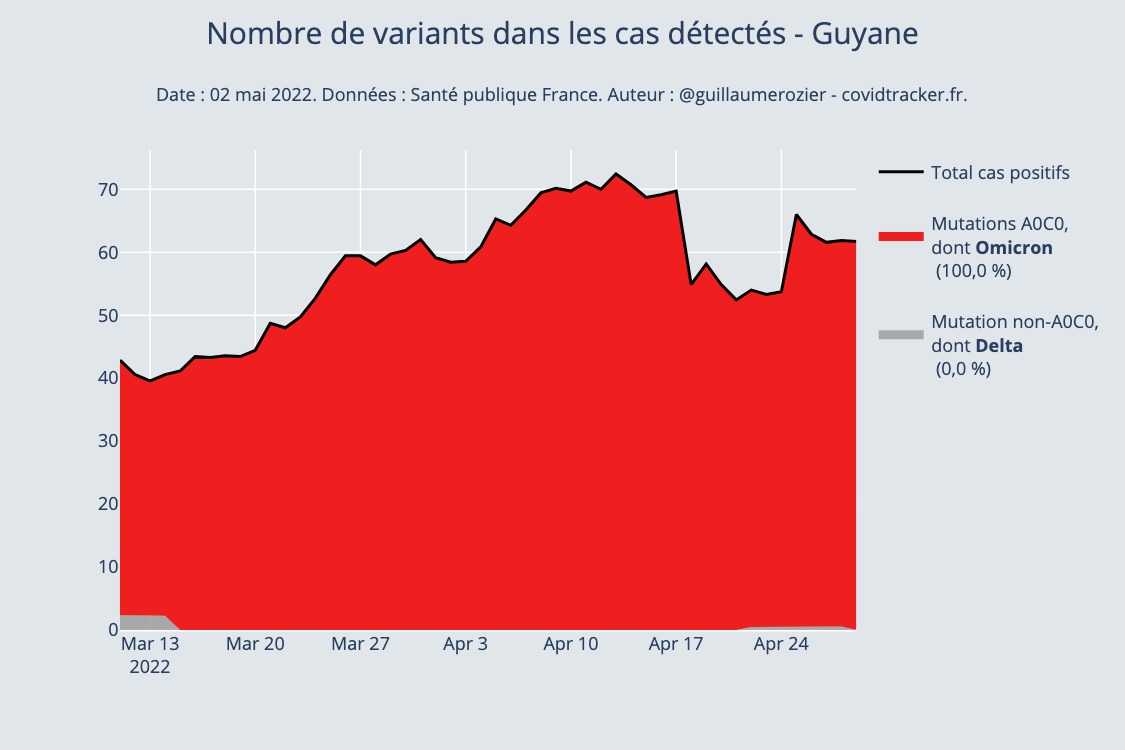 Nombre de variants dans les cas détectés - Guyane
Date : 02 mai 2022. Données : Santé publique France. Auteur : @guillaumerozier - covidtracker.fr.
70
60
50
40
30
20
10
0
Mar 13
2022
Mar 20
Mar 27
Apr 3
Apr 10
Apr 17
Apr 24
Total cas positifs
Mutations A0C0,
dont Omicron
(100,0 %)
Mutation non-A0C0,
dont Delta
(0,0 %)